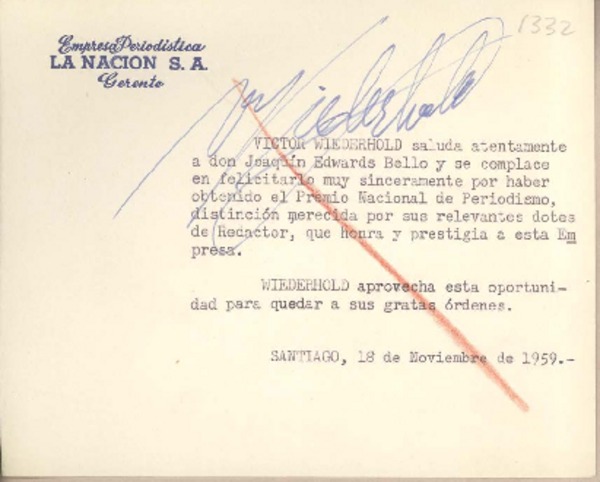 1332
Empresa Periodística
LA NACION S. A.
Gerente
Wiederhold
VICTOR WIEDERHOLD saluda atentamente
a don Joaquín Edwards Bello y se complace
en felicitarlo muy sinceramente por haber
obtenido el Premio Nacional de Periodismo,
distinción merecida por sus relevantes dotes
de Redactor, que honra y prestigia a esta Em
presa.
WIEDERHOLD aprovecha esta oportuni-
dad para quedar a sus gratas órdenes.
SANTIAGO, 18 de Noviembre de 1959.-